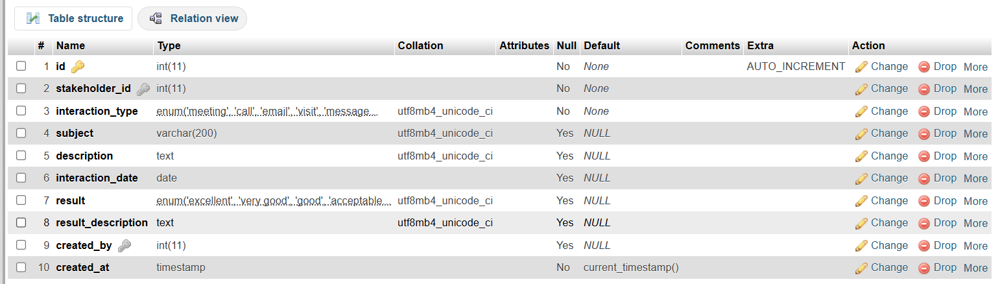 Table structure Relation view
# Name Type Collation Attributes Null Default Comments Extra Action
1 id int(11) No None AUTO_INCREMENT Change Drop More
2 stakeholder_id int(11) No None Change Drop More
3 interaction_type enum('meeting', 'call', 'email', 'visit', 'message... utf8mb4_unicode_ci No None Change Drop More
4 subject varchar(200) utf8mb4_unicode_ci Yes NULL Change Drop More
5 description text utf8mb4_unicode_ci Yes NULL Change Drop More
6 interaction_date date Yes NULL Change Drop More
7 result enum('excellent', 'very good', 'good', 'acceptable... utf8mb4_unicode_ci Yes NULL Change Drop More
8 result_description text utf8mb4_unicode_ci Yes NULL Change Drop More
9 created_by int(11) Yes NULL Change Drop More
10 created_at timestamp No current_timestamp() Change Drop More